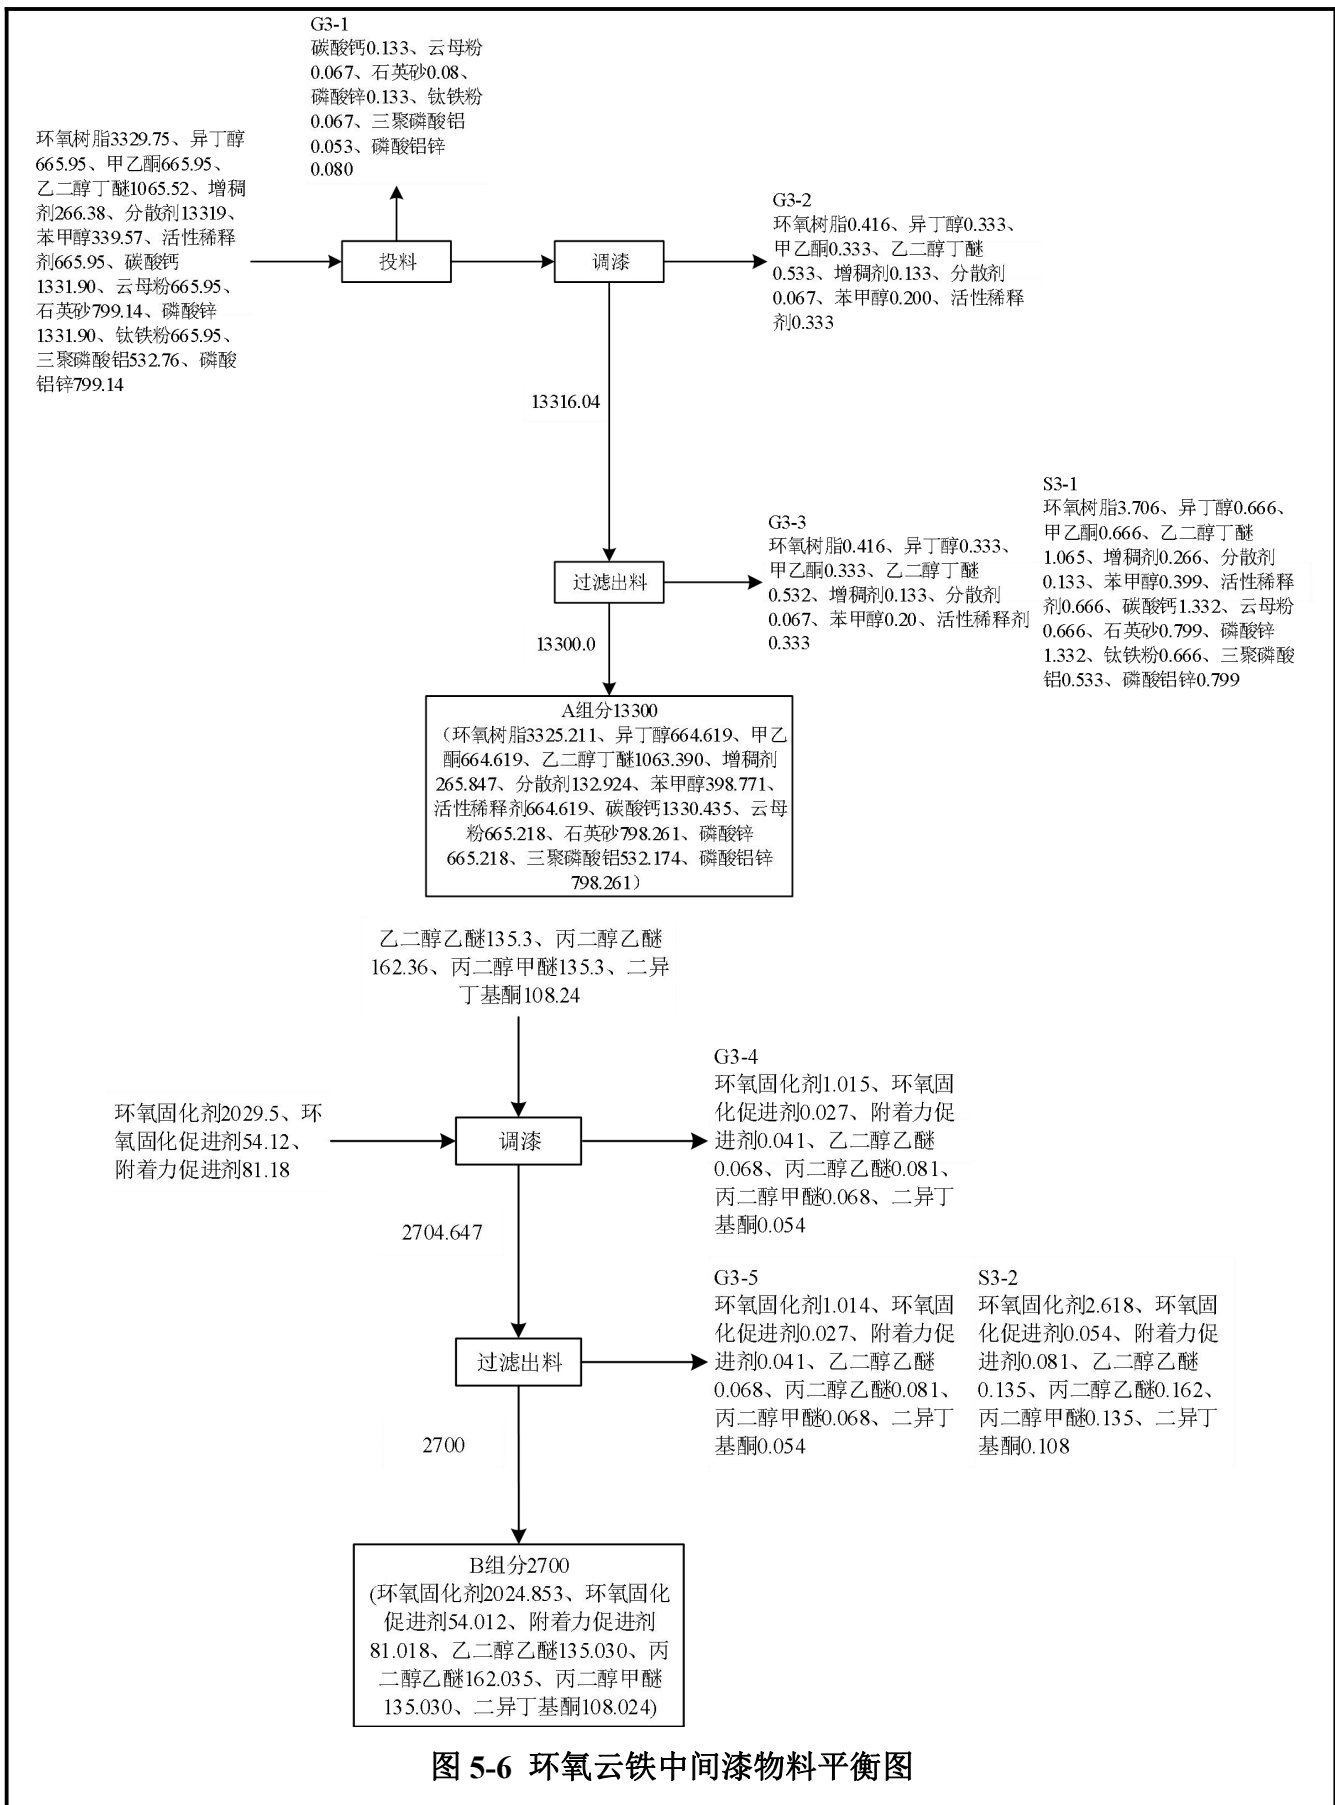 G3-1
碳酸钙0.133、云母粉
0.067、石英砂0.08、
磷酸锌0.133、钛铁粉
0.067、三聚磷酸铝
0.053、磷酸铝锌
0.080
环氧树脂3329.75、异丁醇
665.95、甲乙酮665.95、
乙二醇丁醚1065.52、增稠
剂266.38、分散剂13319、
苯甲醇339.57、活性稀释
剂665.95、碳酸钙
1331.90、云母粉665.95、
石英砂799.14、磷酸锌
1331.90、钛铁粉665.95、
三聚磷酸铝532.76、磷酸
铝锌799.14
投料
调漆
G3-2
环氧树脂0.416、异丁醇0.333、
甲乙酮0.333、乙二醇丁醚
0.533、增稠剂0.133、分散剂
0.067、苯甲醇0.200、活性稀释
剂0.333
13316.04
过滤出料
G3-3
环氧树脂0.416、异丁醇0.333、
甲乙酮0.333、乙二醇丁醚
0.532、增稠剂0.133、分散剂
0.067、苯甲醇0.20、活性稀释剂
0.333
S3-1
环氧树脂3.706、异丁醇0.666、
甲乙酮0.666、乙二醇丁醚
1.065、增稠剂0.266、分散剂
0.133、苯甲醇0.399、活性稀释
剂0.666、碳酸钙1.332、云母粉
0.666、石英砂0.799、磷酸锌
1.332、钛铁粉0.666、三聚磷酸
铝0.533、磷酸铝锌0.799
13300.0
A组分13300
（环氧树脂3325.211、异丁醇664.619、甲乙
酮664.619、乙二醇丁醚1063.390、增稠剂
265.847、分散剂132.924、苯甲醇398.771、
活性稀释剂664.619、碳酸钙1330.435、云母
粉665.218、石英砂798.261、磷酸锌
665.218、三聚磷酸铝532.174、磷酸铝锌
798.261）
乙二醇乙醚135.3、丙二醇乙醚
162.36、丙二醇甲醚135.3、二异
丁基酮108.24
环氧固化剂2029.5、环
氧固化促进剂54.12、
附着力促进剂81.18
调漆
G3-4
环氧固化剂1.015、环氧固
化促进剂0.027、附着力促
进剂0.041、乙二醇乙醚
0.068、丙二醇乙醚0.081、
丙二醇甲醚0.068、二异丁
基酮0.054
2704.647
过滤出料
G3-5
环氧固化剂1.014、环氧固
化促进剂0.027、附着力促
进剂0.041、乙二醇乙醚
0.068、丙二醇乙醚0.081、
丙二醇甲醚0.068、二异丁
基酮0.054
S3-2
环氧固化剂2.618、环氧固
化促进剂0.054、附着力促
进剂0.081、乙二醇乙醚
0.135、丙二醇乙醚0.162、
丙二醇甲醚0.135、二异丁
基酮0.108
2700
B组分2700
(环氧固化剂2024.853、环氧固化
促进剂54.012、附着力促进剂
81.018、乙二醇乙醚135.030、丙
二醇乙醚162.035、丙二醇甲醚
135.030、二异丁基酮108.024)
图 5-6 环氧云铁中间漆物料平衡图